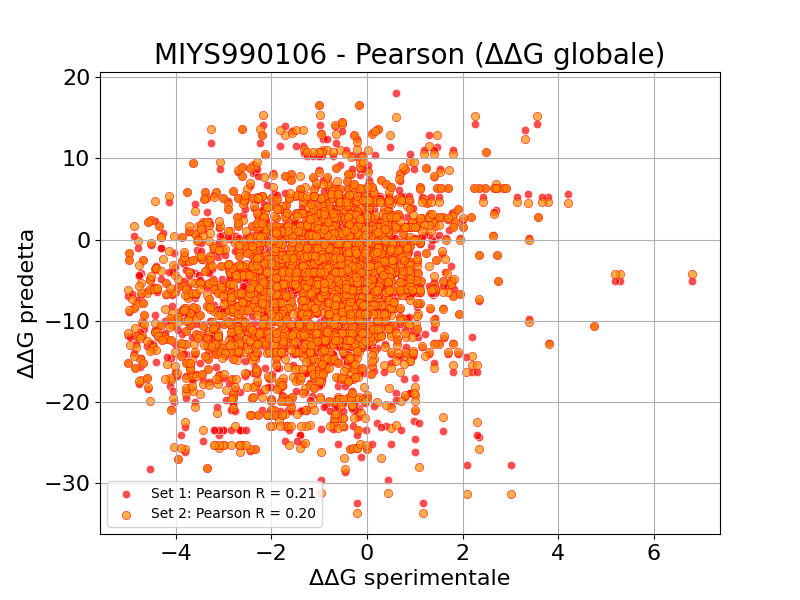 MIYS990106 - Pearson (ΔΔG globale)
ΔΔG predetta
20
10
0
−10
−20
−30
Set 1: Pearson R = 0.21
Set 2: Pearson R = 0.20
−4
−2
0
2
4
6
ΔΔG sperimentale